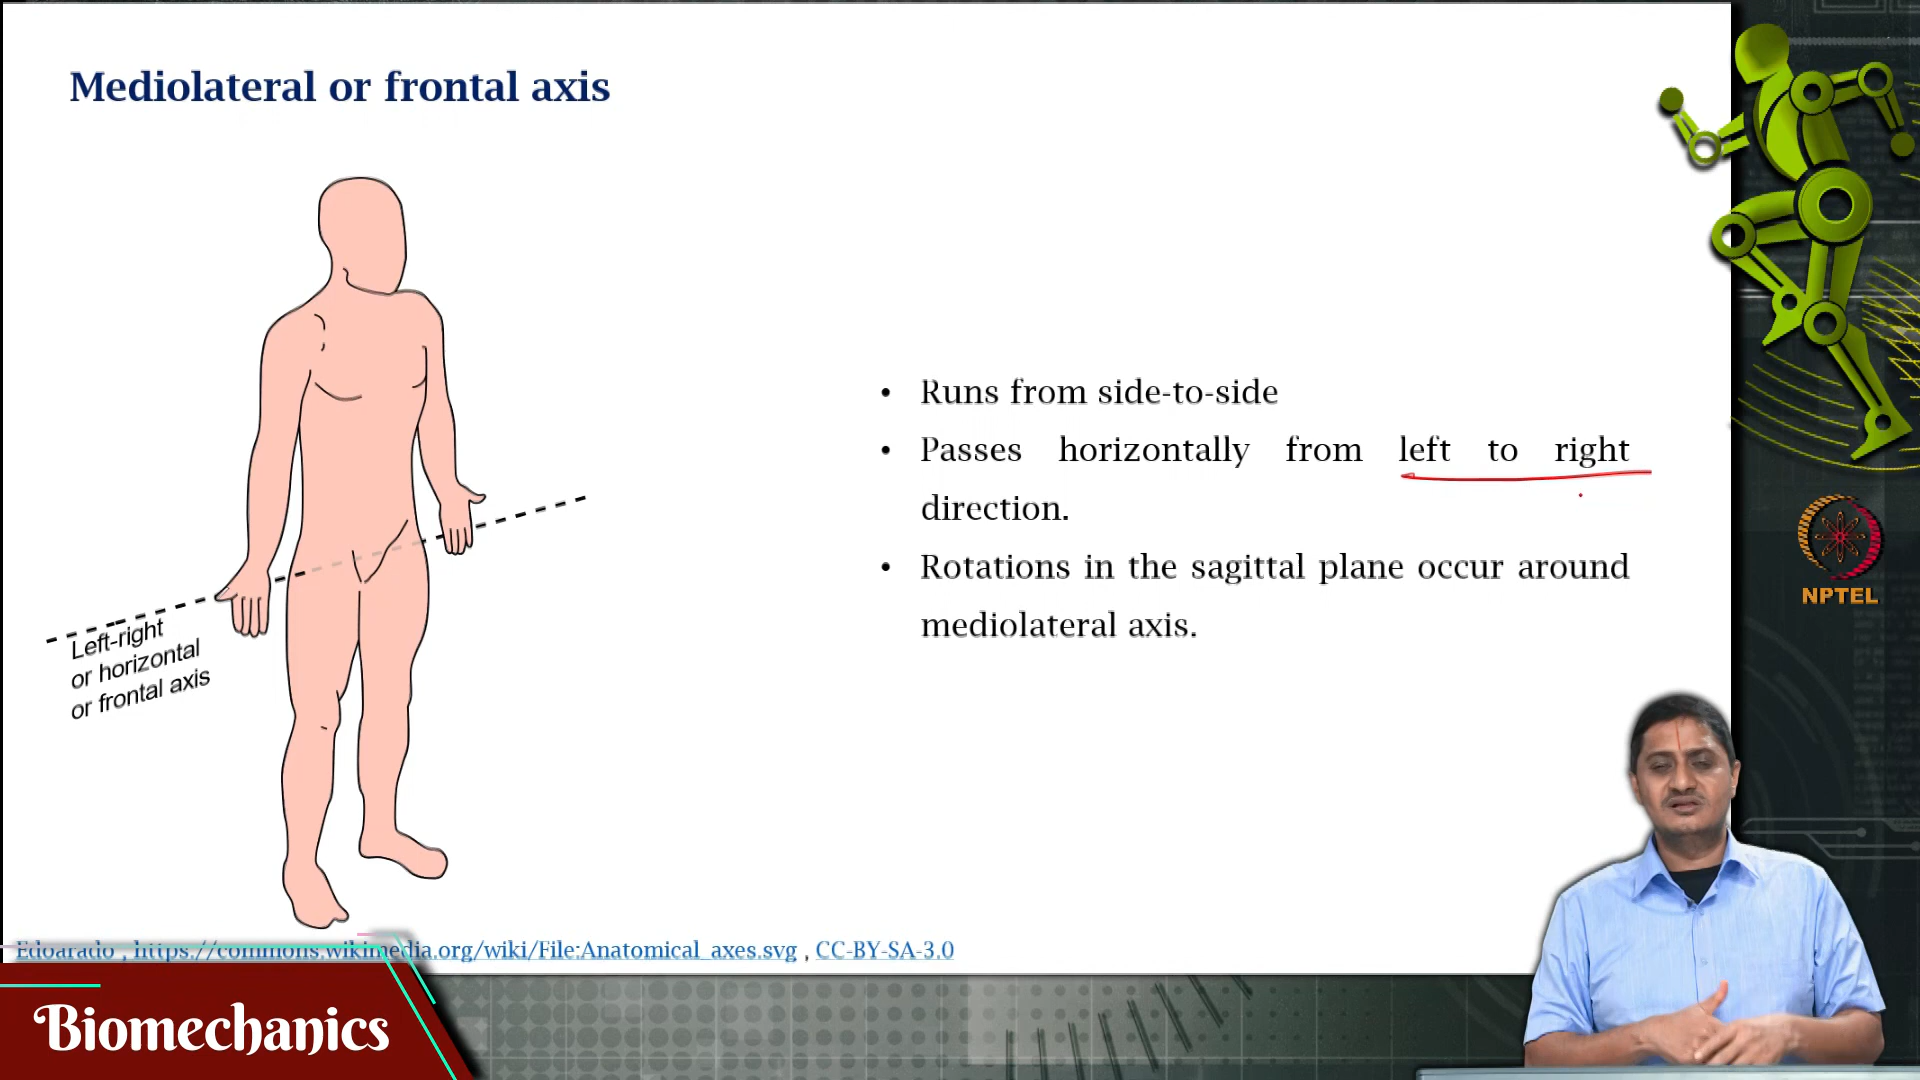 Mediolateral or frontal axis
• Runs from side-to-side
• Passes horizontally from left to right
direction.
• Rotations in the sagittal plane occur around
mediolateral axis.
Left-right
or horizontal
or frontal axis
NPTEL
Edoarado , https://commons.wikimedia.org/wiki/File:Anatomical_axes.svg , CC-BY-SA-3.0
Biomechanics